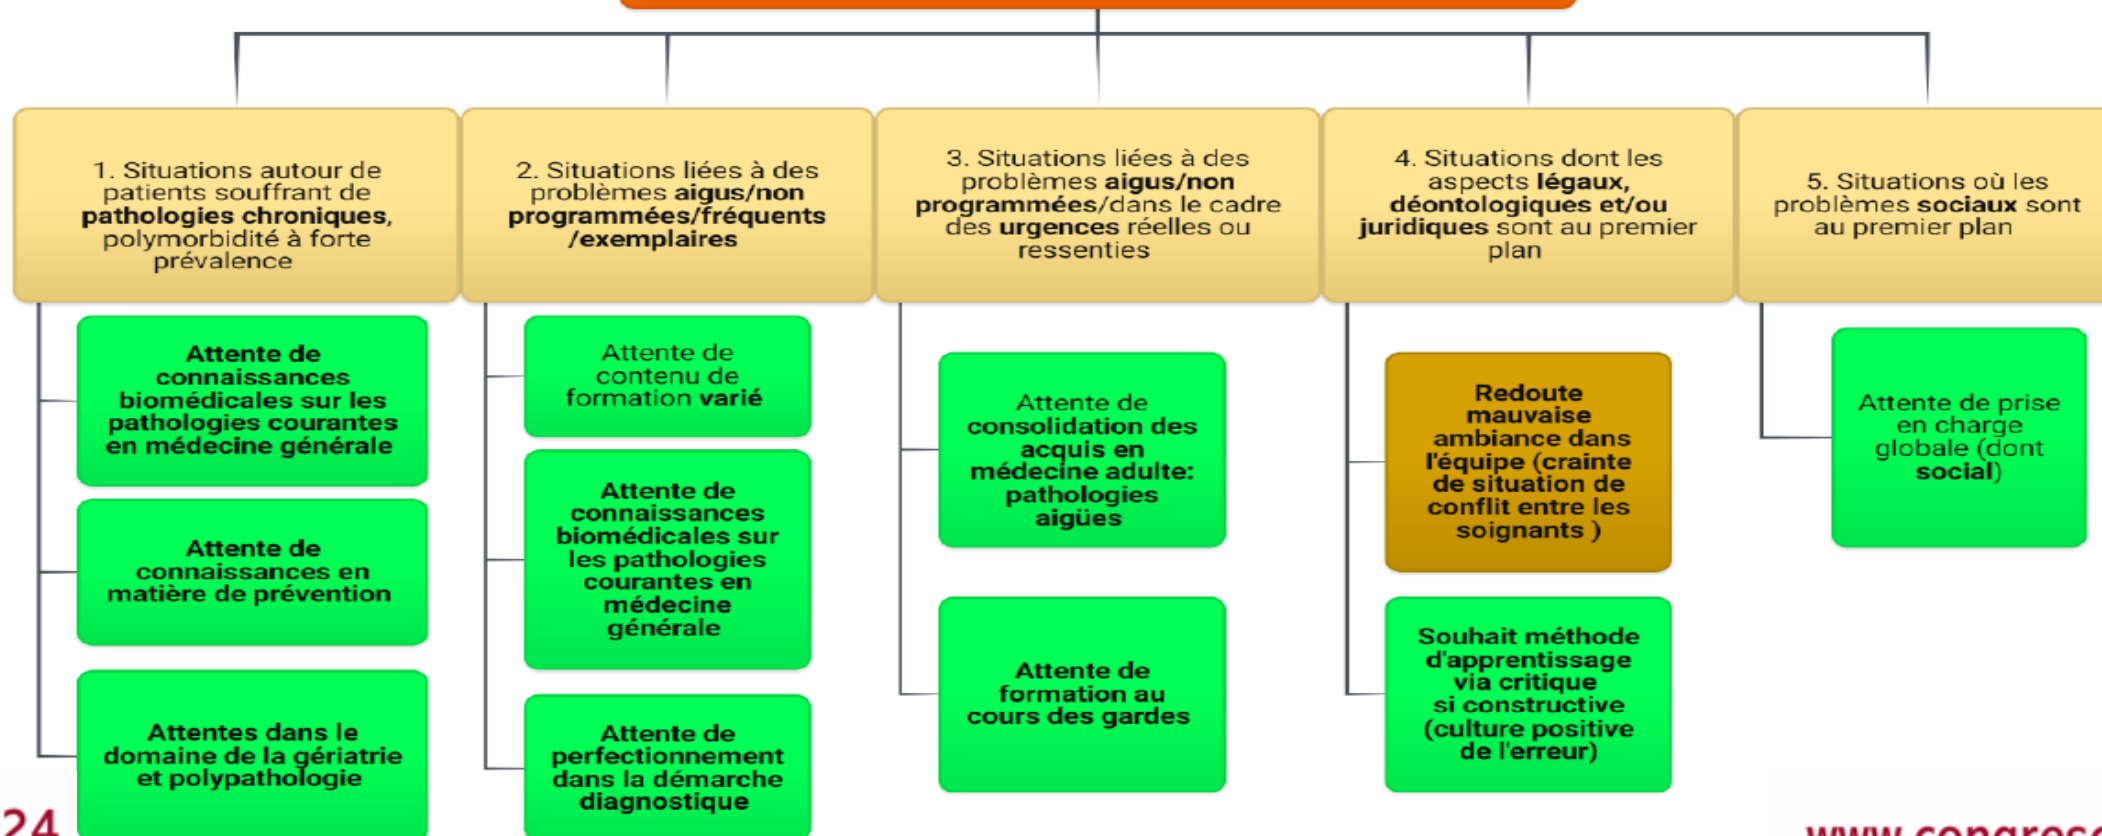 1. Situations autour de
patients souffrant de
pathologies chroniques,
polymorbidité à forte
prévalence
2. Situations liées à des
problèmes aigus/non
programmées/fréquents
/exemplaires
3. Situations liées à des
problèmes aigus/non
programmées/dans le cadre
des urgences réelles ou
ressenties
4. Situations dont les
aspects légaux,
déontologiques et/ou
juridiques sont au premier
plan
5. Situations où les
problèmes sociaux sont
au premier plan
Attente de
connaissances
biomédicales sur les
pathologies courantes
en médecine générale
Attente de
connaissances en
matière de prévention
Attentes dans le
domaine de la gériatrie
et polypathologie
Attente de
contenu de
formation varié
Attente de
connaissances
biomédicales sur
les pathologies
courantes en
médecine
générale
Attente de
perfectionnement
dans la démarche
diagnostique
Attente de
consolidation des
acquis en
médecine adulte:
pathologies
aigües
Attente de
formation au
cours des gardes
Redoute
mauvaise
ambiance dans
l'équipe (crainte
de situation de
conflit entre les
soignants )
Souhait méthode
d'apprentissage
via critique
si constructive
(culture positive
de l'erreur)
Attente de prise
en charge
globale (dont
social)
24